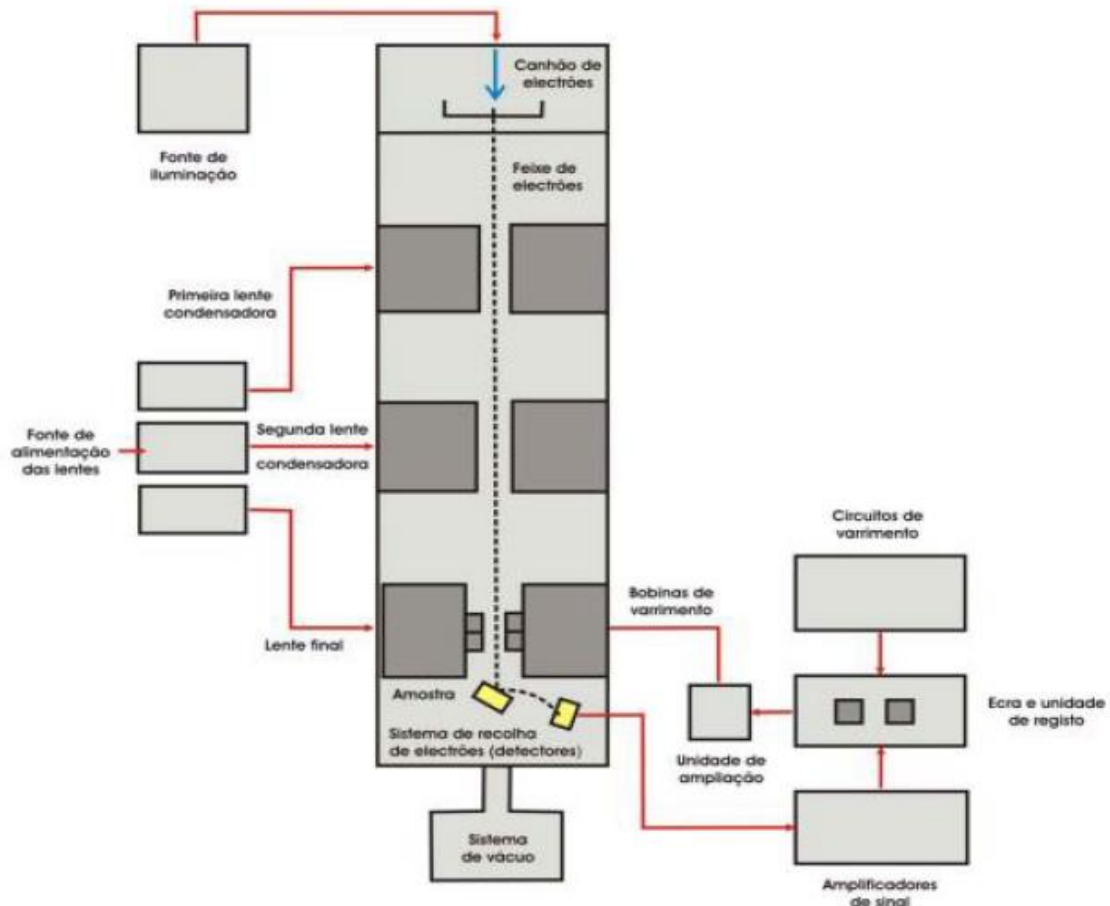 Canhão de
electrões
Fonte de
iluminação
Feixe de
electrões
Primeira lente
condensadora
Fonte de
alimentação
das lentes
Segunda lente
condensadora
Circuitos de
varrimento
Bobinas de
varrimento
Lente final
Amostra
Ecra e unidade
de registo
Sistema de recolha
de electrões (detectores)
Unidade de
ampliação
Sistema
de vácuo
Amplificadores
de sinal